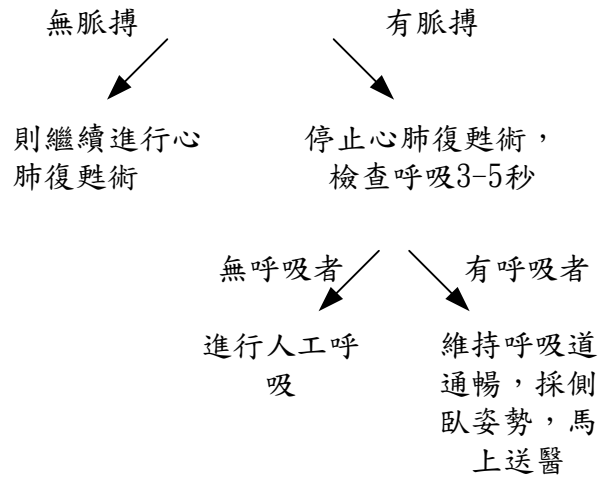 無脈搏
有脈搏
則繼續進行心
肺復甦術
停止心肺復甦術，
檢查呼吸3-5秒
無呼吸者
有呼吸者
進行人工呼
吸
維持呼吸道
通暢，採側
臥姿勢，馬
上送醫